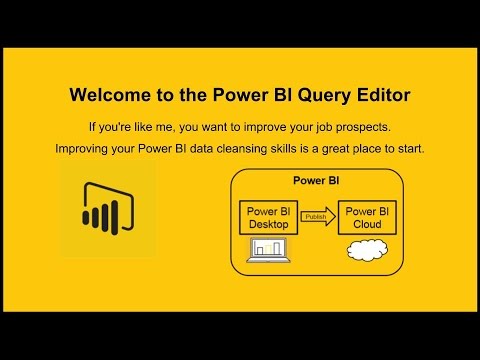 Welcome to the Power BI Query Editor
If you're like me, you want to improve your job prospects.
Improving your Power BI data cleansing skills is a great place to start.
Power BI
Power BI
Desktop
Publish
Power BI
Cloud